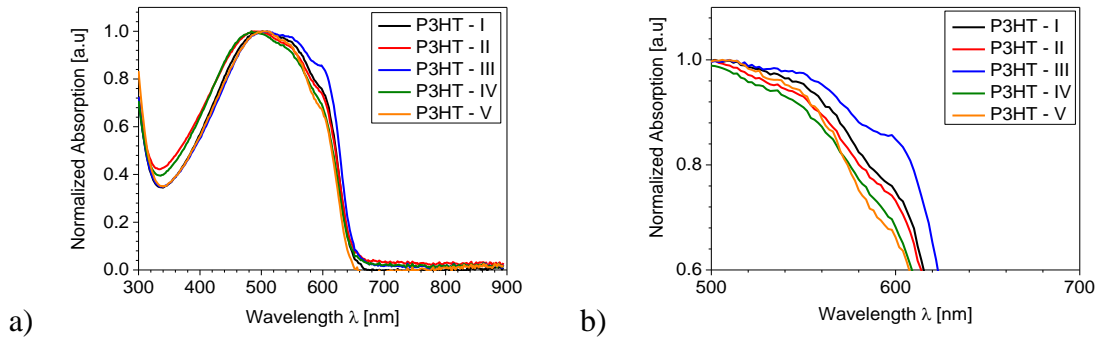 1.0
0.8
0.6
0.4
0.2
0.0
300 400 500 600 700 800 900
Normalized Absorption [a.u]
Wavelength λ [nm]
P3HT - I
P3HT - II
P3HT - III
P3HT - IV
P3HT - V
a)
1.0
0.8
0.6
500 600 700
Normalized Absorption [a.u]
Wavelength λ [nm]
P3HT - I
P3HT - II
P3HT - III
P3HT - IV
P3HT - V
b)